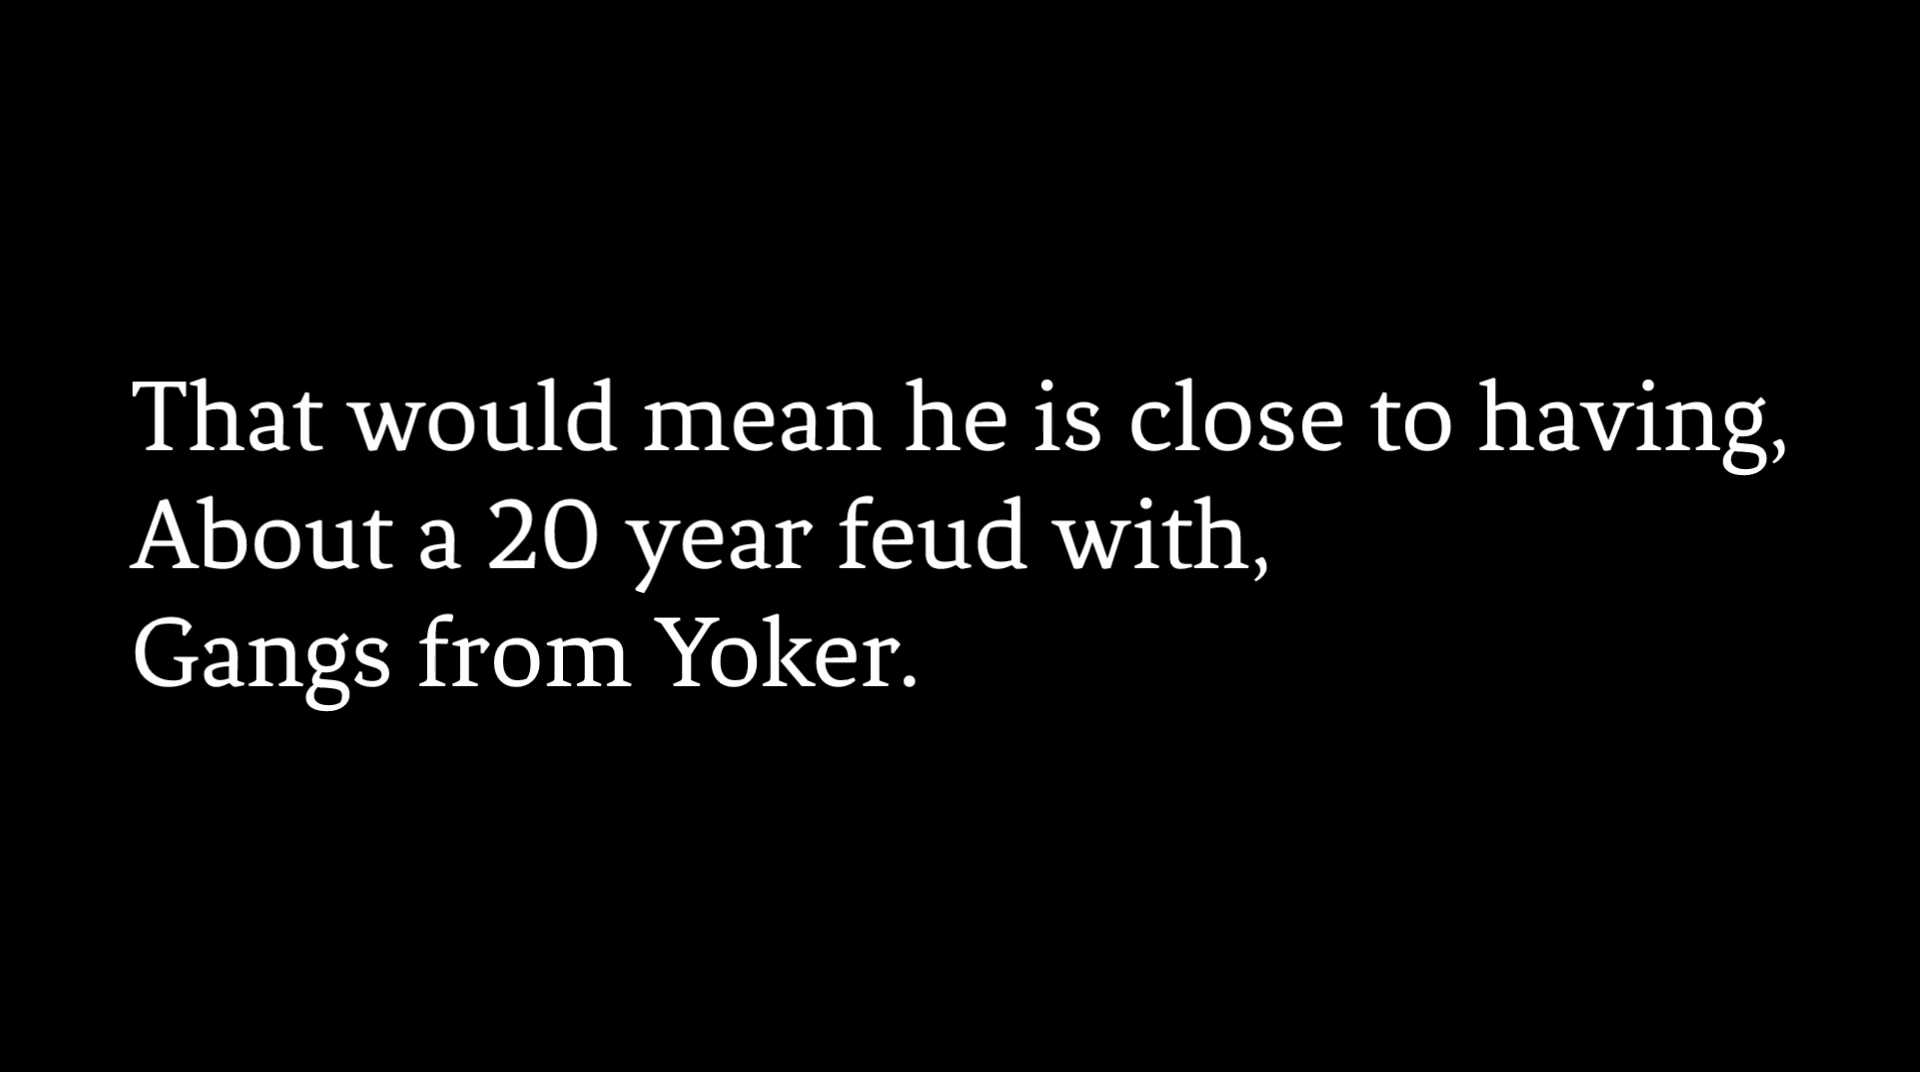 That would mean he is close to having,
About a 20 year feud with,
Gangs from Yoker.